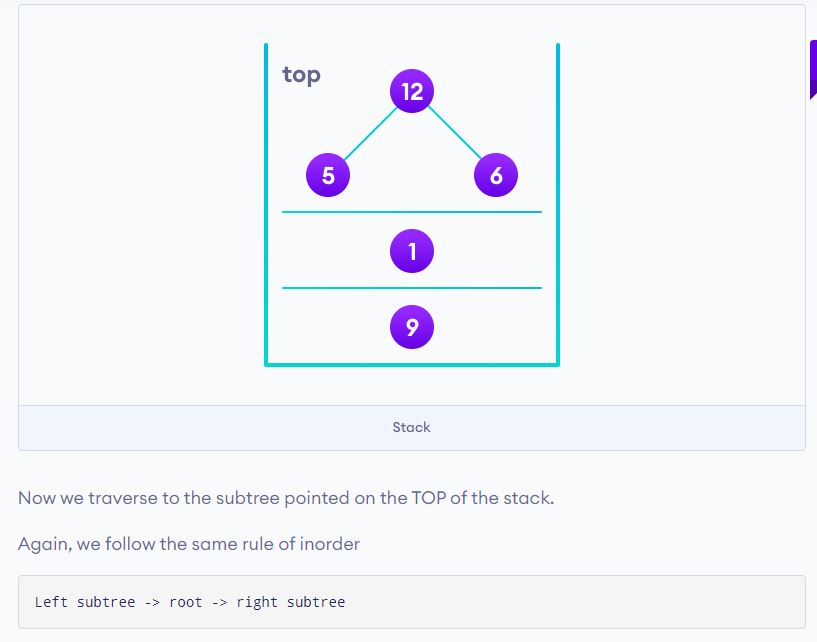 top
12
5 6
1
9
Stack
Now we traverse to the subtree pointed on the TOP of the stack.
Again, we follow the same rule of inorder
Left subtree -> root -> right subtree